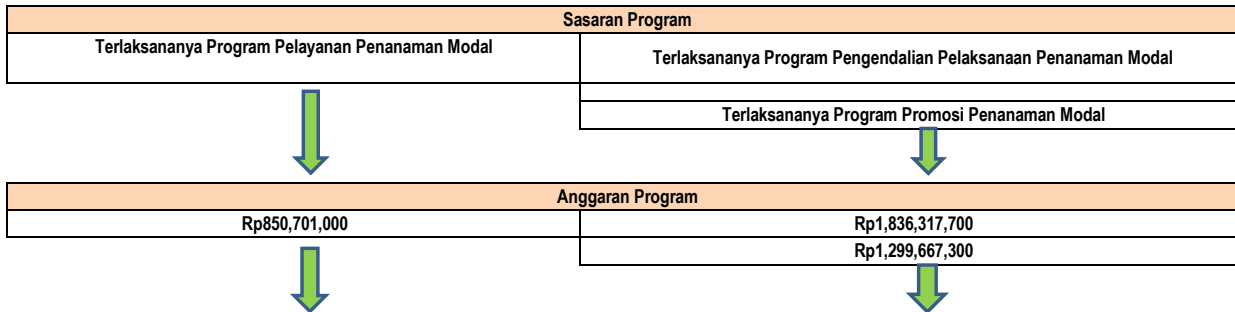 Sasaran Program
Terlaksananya Program Pelayanan Penanaman Modal
Terlaksananya Program Pengendalian Pelaksanaan Penanaman Modal
Terlaksananya Program Promosi Penanaman Modal
Anggaran Program
Rp850,701,000
Rp1,836,317,700
Rp1,299,667,300